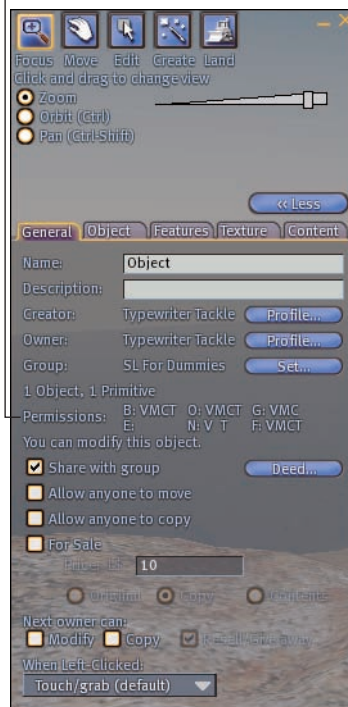 Focus Move Edit Create Land
Click and drag to change view
Zoom
Orbit (Ctrl)
Pan (Ctrl-Shift)
<< Less
General Object Features Texture Content
Name: Object
Description:
Creator: Typewriter Tackle Profile...
Owner: Typewriter Tackle Profile...
Group: SL For Dummies Set...
1 Object, 1 Primitive
Permissions: B: VMCT O: VMCT G: VMC
E: N: V T F: VMCT
You can modify this object.
Share with group Deed...
Allow anyone to move
Allow anyone to copy
For Sale
Price: L$ 10
Original Copy Contents
Next owner can:
Modify Copy Resell/Give away
When Left-Clicked:
Touch/grab (default)